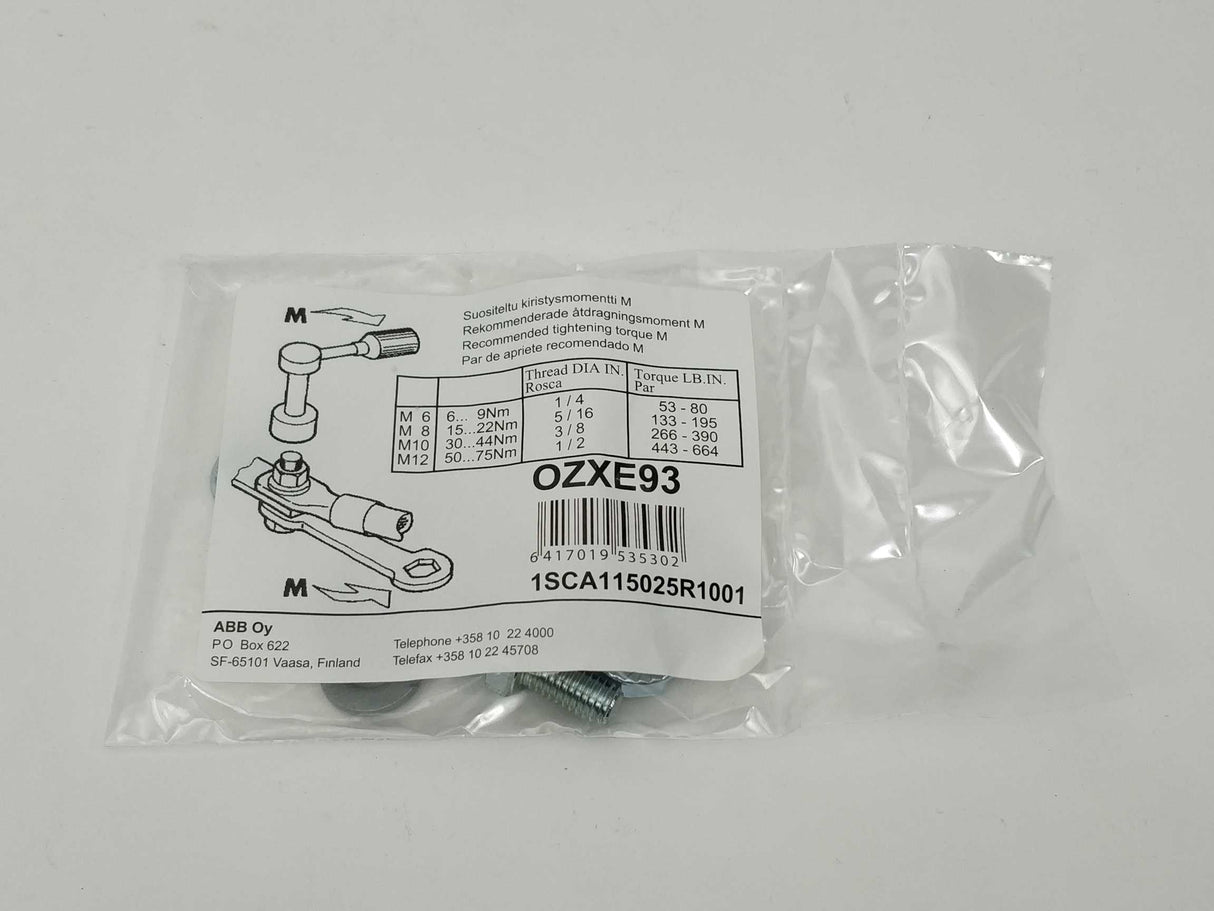 M
Suositeltu kiristysmomentti M
Rekommenderade åtdragningsmoment M
Recommended tightening torque M
Par de apriete recomendado M
Thread DIA IN. Torque LB.IN.
Rosca Par
M 6 6... 9Nm 1 / 4 53 - 80
M 8 15...22Nm 5 / 16 133 - 195
M10 30...44Nm 3 / 8 266 - 390
M12 50...75Nm 1 / 2 443 - 664
OZXE93
6 417019 535302
1SCA115025R1001
M
ABB Oy
PO Box 622
SF-65101 Vaasa, Finland
Telephone +358 10 22 4000
Telefax +358 10 22 45708